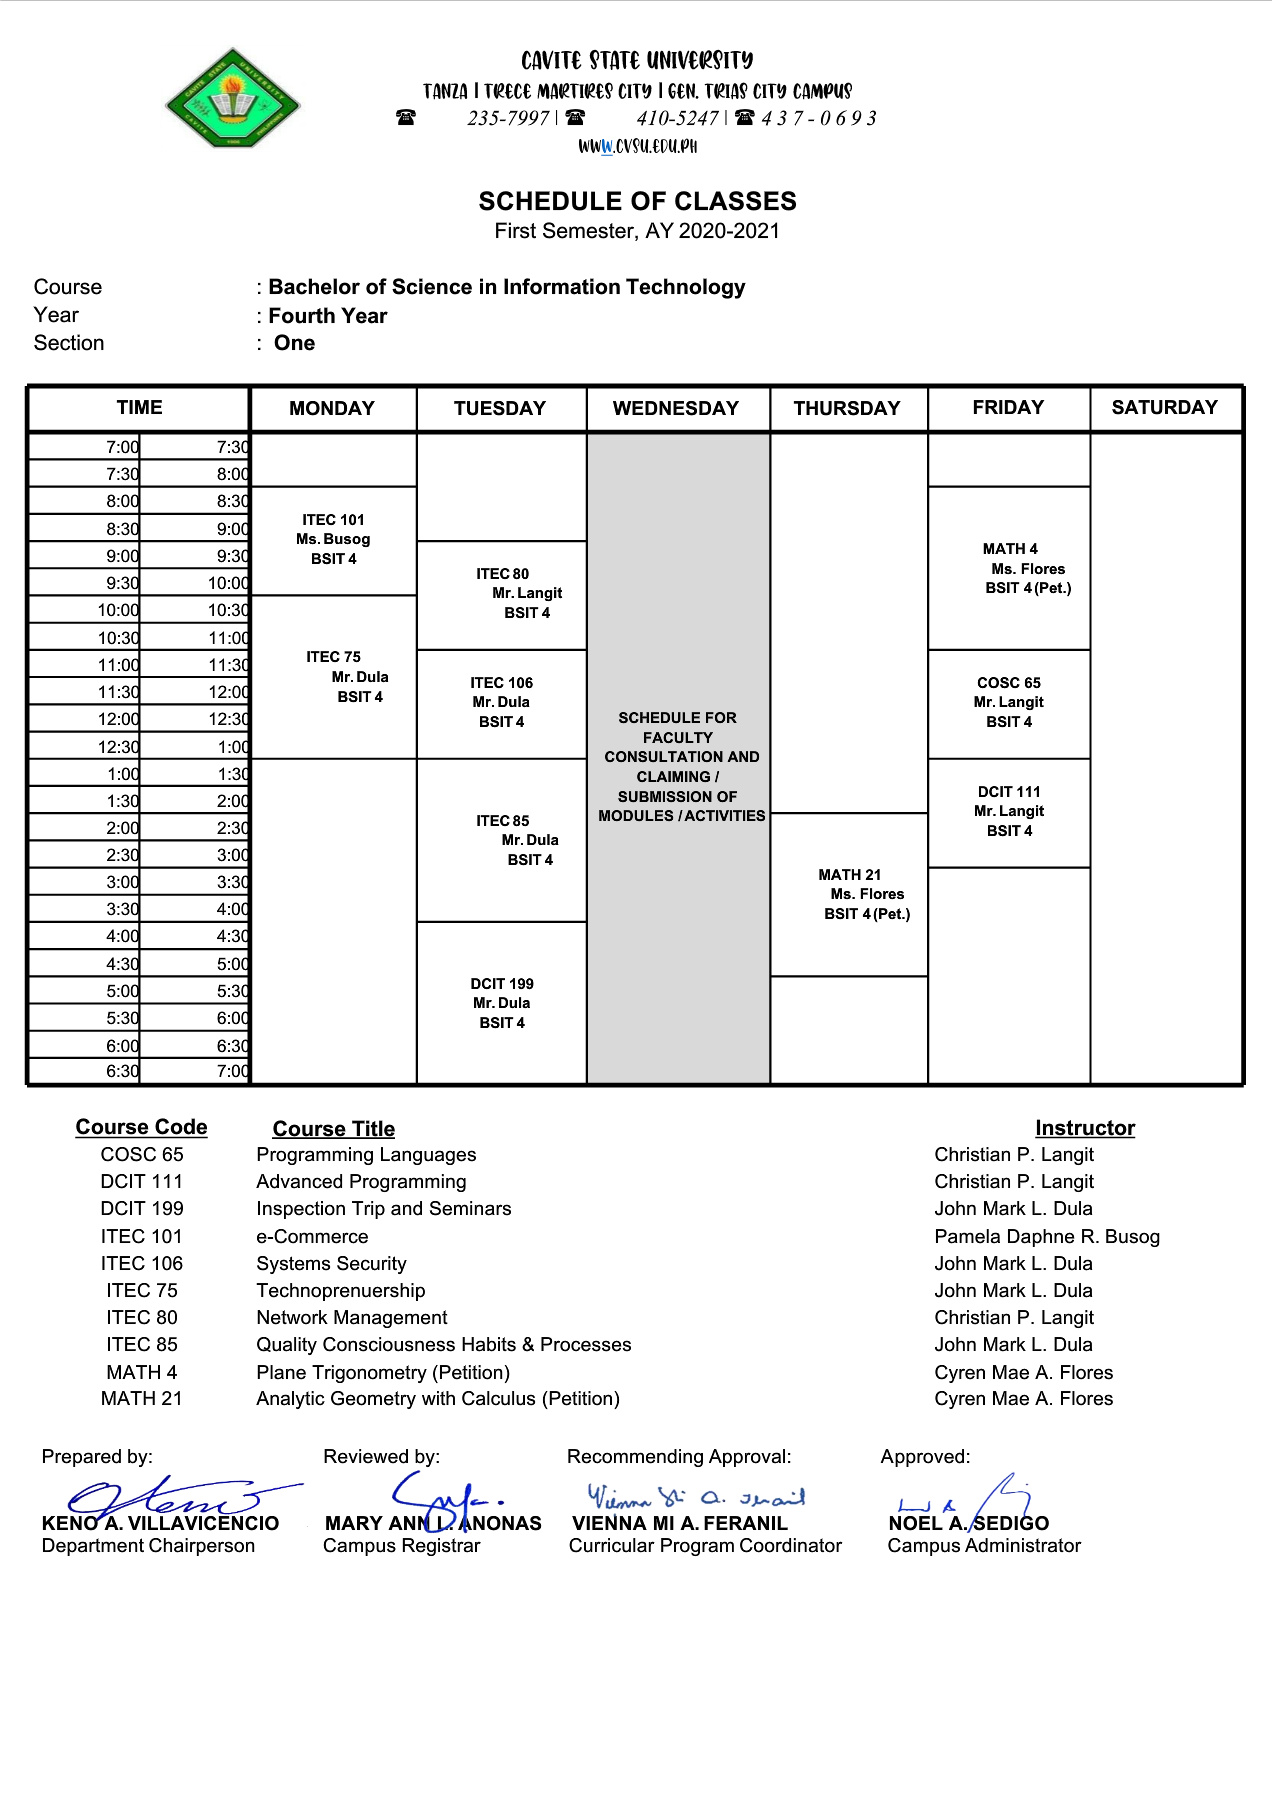 CAVITE STATE UNIVERSITY
TANZA | TRECE MARTIRES CITY | GEN. TRIAS CITY CAMPUS
☎ 235-7997 | ☎ 410-5247 | ☎ 437-0693
WWW.CVSU.EDU.PH
SCHEDULE OF CLASSES
First Semester, AY 2020-2021
Course : Bachelor of Science in Information Technology
Year : Fourth Year
Section : One
TIME MONDAY TUESDAY WEDNESDAY THURSDAY FRIDAY SATURDAY
7:00 7:30
7:30 8:00
8:00 8:30
8:30 9:00
9:00 9:30
9:30 10:00
10:00 10:30
10:30 11:00
11:00 11:30
11:30 12:00
12:00 12:30
12:30 1:00
1:00 1:30
1:30 2:00
2:00 2:30
2:30 3:00
3:00 3:30
3:30 4:00
4:00 4:30
4:30 5:00
5:00 5:30
5:30 6:00
6:00 6:30
6:30 7:00
ITEC 101
Ms. Busog
BSIT 4
ITEC 75
Mr. Dula
BSIT 4
ITEC 80
Mr. Langit
BSIT 4
ITEC 106
Mr. Dula
BSIT 4
ITEC 85
Mr. Dula
BSIT 4
DCIT 199
Mr. Dula
BSIT 4
SCHEDULE FOR
FACULTY
CONSULTATION AND
CLAIMING /
SUBMISSION OF
MODULES / ACTIVITIES
MATH 21
Ms. Flores
BSIT 4 (Pet.)
MATH 4
Ms. Flores
BSIT 4 (Pet.)
COSC 65
Mr. Langit
BSIT 4
DCIT 111
Mr. Langit
BSIT 4
Course Code Course Title Instructor
COSC 65 Programming Languages Christian P. Langit
DCIT 111 Advanced Programming Christian P. Langit
DCIT 199 Inspection Trip and Seminars John Mark L. Dula
ITEC 101 e-Commerce Pamela Daphne R. Busog
ITEC 106 Systems Security John Mark L. Dula
ITEC 75 Technoprenuership John Mark L. Dula
ITEC 80 Network Management Christian P. Langit
ITEC 85 Quality Consciousness Habits & Processes John Mark L. Dula
MATH 4 Plane Trigonometry (Petition) Cyren Mae A. Flores
MATH 21 Analytic Geometry with Calculus (Petition) Cyren Mae A. Flores
Prepared by: Reviewed by: Recommending Approval: Approved:
KENO A. VILLAVICENCIO MARY ANN L. ANONAS VIENNA MI A. FERANIL NOEL A. SEDIGO
Department Chairperson Campus Registrar Curricular Program Coordinator Campus Administrator